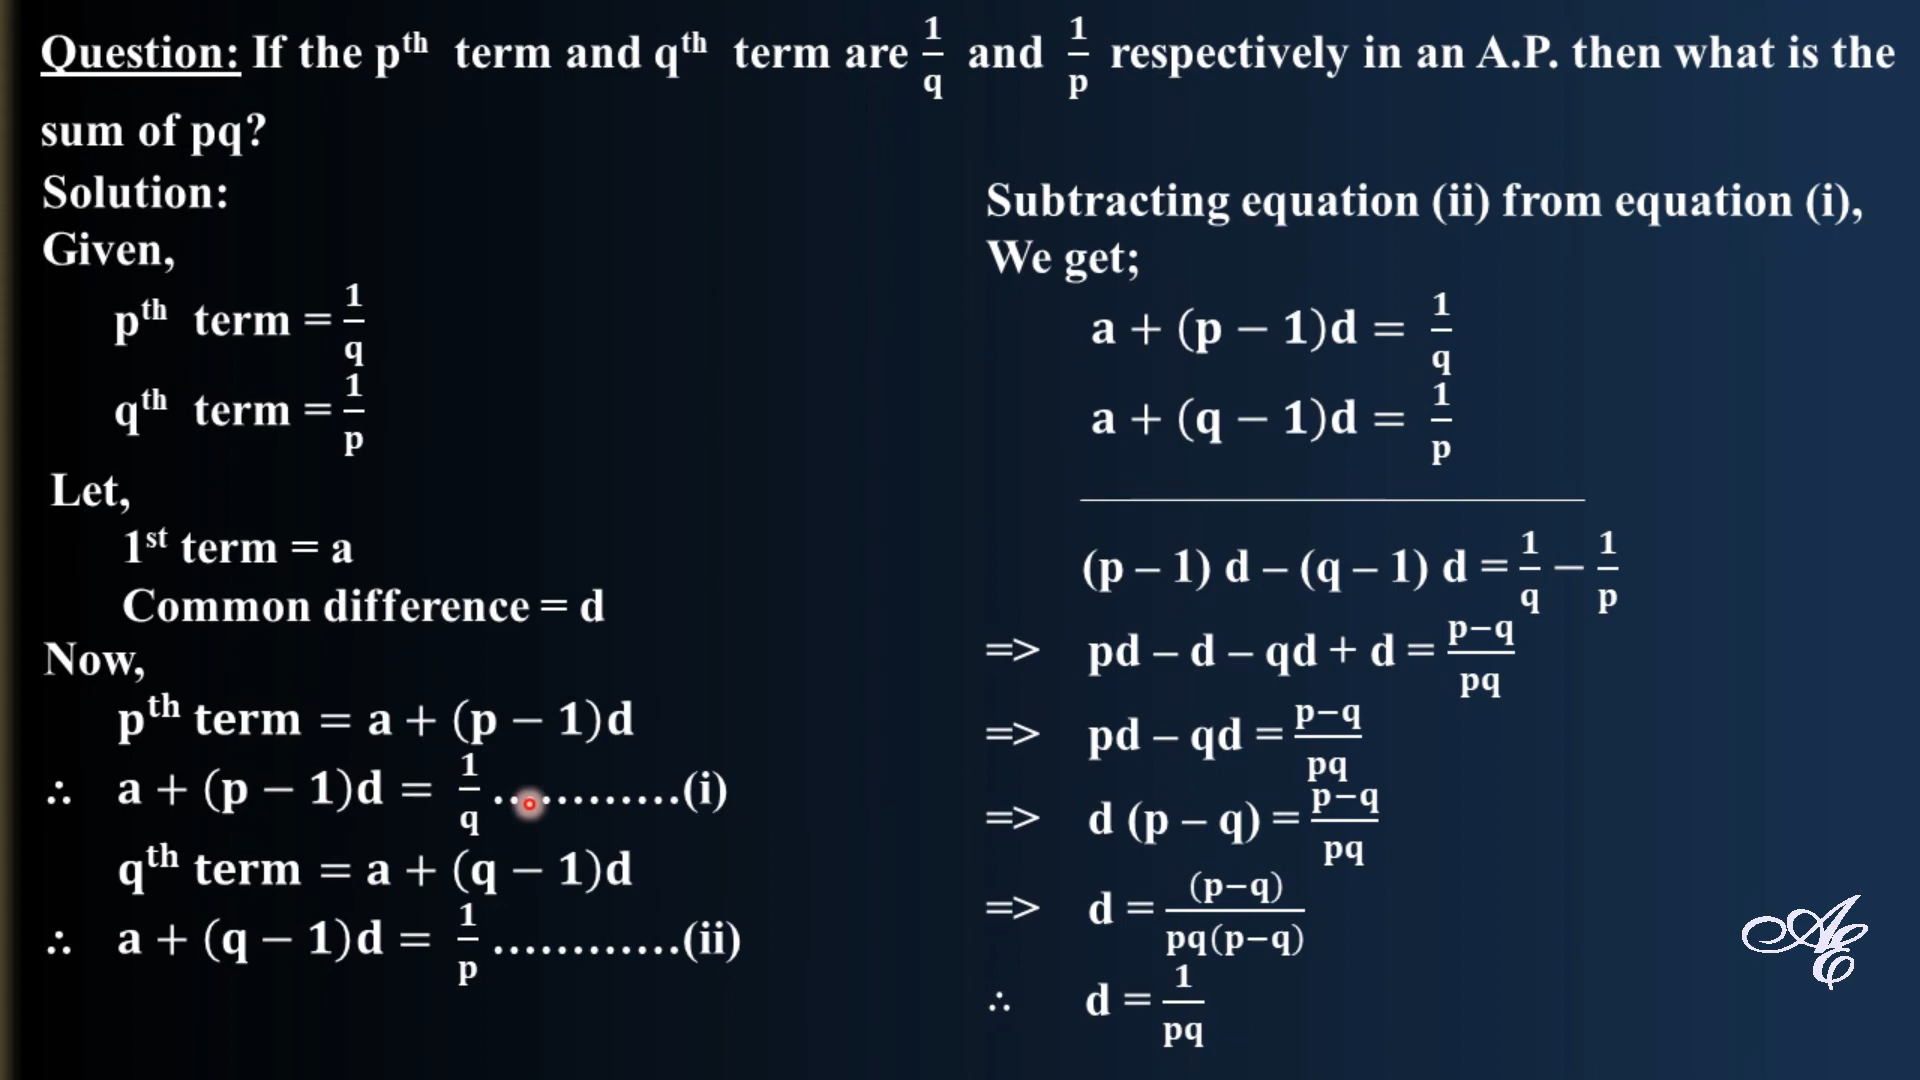 Question: If the pᵗʰ term and qᵗʰ term are 1/q and 1/p respectively in an A.P. then what is the
sum of pq?
Solution:
Given,
pᵗʰ term = 1/q
qᵗʰ term = 1/p
Let,
1ˢᵗ term = a
Common difference = d
Now,
pᵗʰ term = a + (p − 1)d
∴ a + (p − 1)d = 1/q ............(i)
qᵗʰ term = a + (q − 1)d
∴ a + (q − 1)d = 1/p ............(ii)
Subtracting equation (ii) from equation (i),
We get;
a + (p − 1)d = 1/q
a + (q − 1)d = 1/p
(p – 1) d – (q – 1) d = 1/q − 1/p
=> pd – d – qd + d = p−q/pq
=> pd – qd = p−q/pq
=> d (p – q) = p−q/pq
=> d = (p−q)/pq(p−q)
∴ d = 1/pq
AE